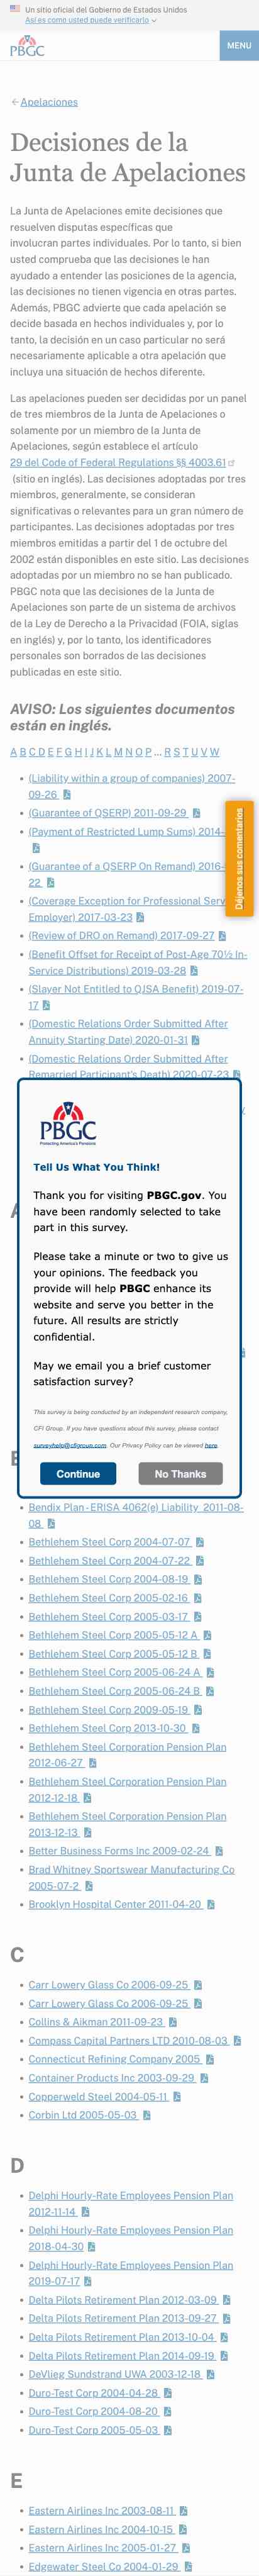 Un sitio oficial del Gobierno de Estados Unidos
Así es como usted puede verificarlo
PBGC
MENU
Apelaciones
Decisiones de la
Junta de Apelaciones
La Junta de Apelaciones emite decisiones que
resuelven disputas específicas que
involucran partes individuales. Por lo tanto, si bien
usted comprueba que las decisiones le han
ayudado a entender las posiciones de la agencia,
las decisiones no tienen vigencia en otras partes.
Además, PBGC advierte que cada apelación se
decide basada en hechos individuales y, por lo
tanto, la decisión en un caso particular no será
necesariamente aplicable a otra apelación que
incluya una situación de hechos diferente.
Las apelaciones pueden ser decididas por un panel
de tres miembros de la Junta de Apelaciones o
solamente por un miembro de la Junta de
Apelaciones, según establece el artículo
29 del Code of Federal Regulations §§ 4003.61
(sitio en inglés). Las decisiones adoptadas por tres
miembros, generalmente, se consideran
significativas o relevantes para un gran número de
participantes. Las decisiones adoptadas por tres
miembros emitidas a partir del 1 de octubre del
2002 están disponibles en este sitio. Las decisiones
adoptadas por un miembro no se han publicado.
PBGC nota que las decisiones de la Junta de
Apelaciones son parte de un sistema de archivos
de la Ley de Derecho a la Privacidad (FOIA, siglas
en inglés) y, por lo tanto, los identificadores
personales son borrados de las decisiones
publicadas en este sitio.
AVISO: Los siguientes documentos
están en inglés.
A B C D E F G H I J K L M N O P ... R S T U V W
(Liability within a group of companies) 2007-
09-26
(Guarantee of QSERP) 2011-09-29
(Payment of Restricted Lump Sums) 2014-
(Guarantee of a QSERP On Remand) 2016-
22
(Coverage Exception for Professional Serv
Employer) 2017-03-23
(Review of DRO on Remand) 2017-09-27
(Benefit Offset for Receipt of Post-Age 70½ In-
Service Distributions) 2019-03-28
(Slayer Not Entitled to QJSA Benefit) 2019-07-
17
(Domestic Relations Order Submitted After
Annuity Starting Date) 2020-01-31
(Domestic Relations Order Submitted After
Remarried Participant's Death) 2020-07-23
Déjenos sus comentarios
PBGC
Protecting America's Pensions
Tell Us What You Think!
Thank you for visiting PBGC.gov. You
have been randomly selected to take
part in this survey.
Please take a minute or two to give us
your opinions. The feedback you
provide will help PBGC enhance its
website and serve you better in the
future. All results are strictly
confidential.
May we email you a brief customer
satisfaction survey?
This survey is being conducted by an independent research company,
CFI Group. If you have questions about this survey, please contact
surveyhelp@cfigroup.com. Our Privacy Policy can be viewed here.
Continue
No Thanks
Bendix Plan - ERISA 4062(e) Liability 2011-08-
08
Bethlehem Steel Corp 2004-07-07
Bethlehem Steel Corp 2004-07-22
Bethlehem Steel Corp 2004-08-19
Bethlehem Steel Corp 2005-02-16
Bethlehem Steel Corp 2005-03-17
Bethlehem Steel Corp 2005-05-12 A
Bethlehem Steel Corp 2005-05-12 B
Bethlehem Steel Corp 2005-06-24 A
Bethlehem Steel Corp 2005-06-24 B
Bethlehem Steel Corp 2009-05-19
Bethlehem Steel Corp 2013-10-30
Bethlehem Steel Corporation Pension Plan
2012-06-27
Bethlehem Steel Corporation Pension Plan
2012-12-18
Bethlehem Steel Corporation Pension Plan
2013-12-13
Better Business Forms Inc 2009-02-24
Brad Whitney Sportswear Manufacturing Co
2005-07-2
Brooklyn Hospital Center 2011-04-20
C
Carr Lowery Glass Co 2006-09-25
Carr Lowery Glass Co 2006-09-25
Collins & Aikman 2011-09-23
Compass Capital Partners LTD 2010-08-03
Connecticut Refining Company 2005
Container Products Inc 2003-09-29
Copperweld Steel 2004-05-11
Corbin Ltd 2005-05-03
D
Delphi Hourly-Rate Employees Pension Plan
2012-11-14
Delphi Hourly-Rate Employees Pension Plan
2018-04-30
Delphi Hourly-Rate Employees Pension Plan
2019-07-17
Delta Pilots Retirement Plan 2012-03-09
Delta Pilots Retirement Plan 2013-09-27
Delta Pilots Retirement Plan 2013-10-04
Delta Pilots Retirement Plan 2014-09-19
DeVlieg Sundstrand UWA 2003-12-18
Duro-Test Corp 2004-04-28
Duro-Test Corp 2004-08-20
Duro-Test Corp 2005-05-03
E
Eastern Airlines Inc 2003-08-11
Eastern Airlines Inc 2004-10-15
Eastern Airlines Inc 2005-01-27
Edgewater Steel Co 2004-01-29